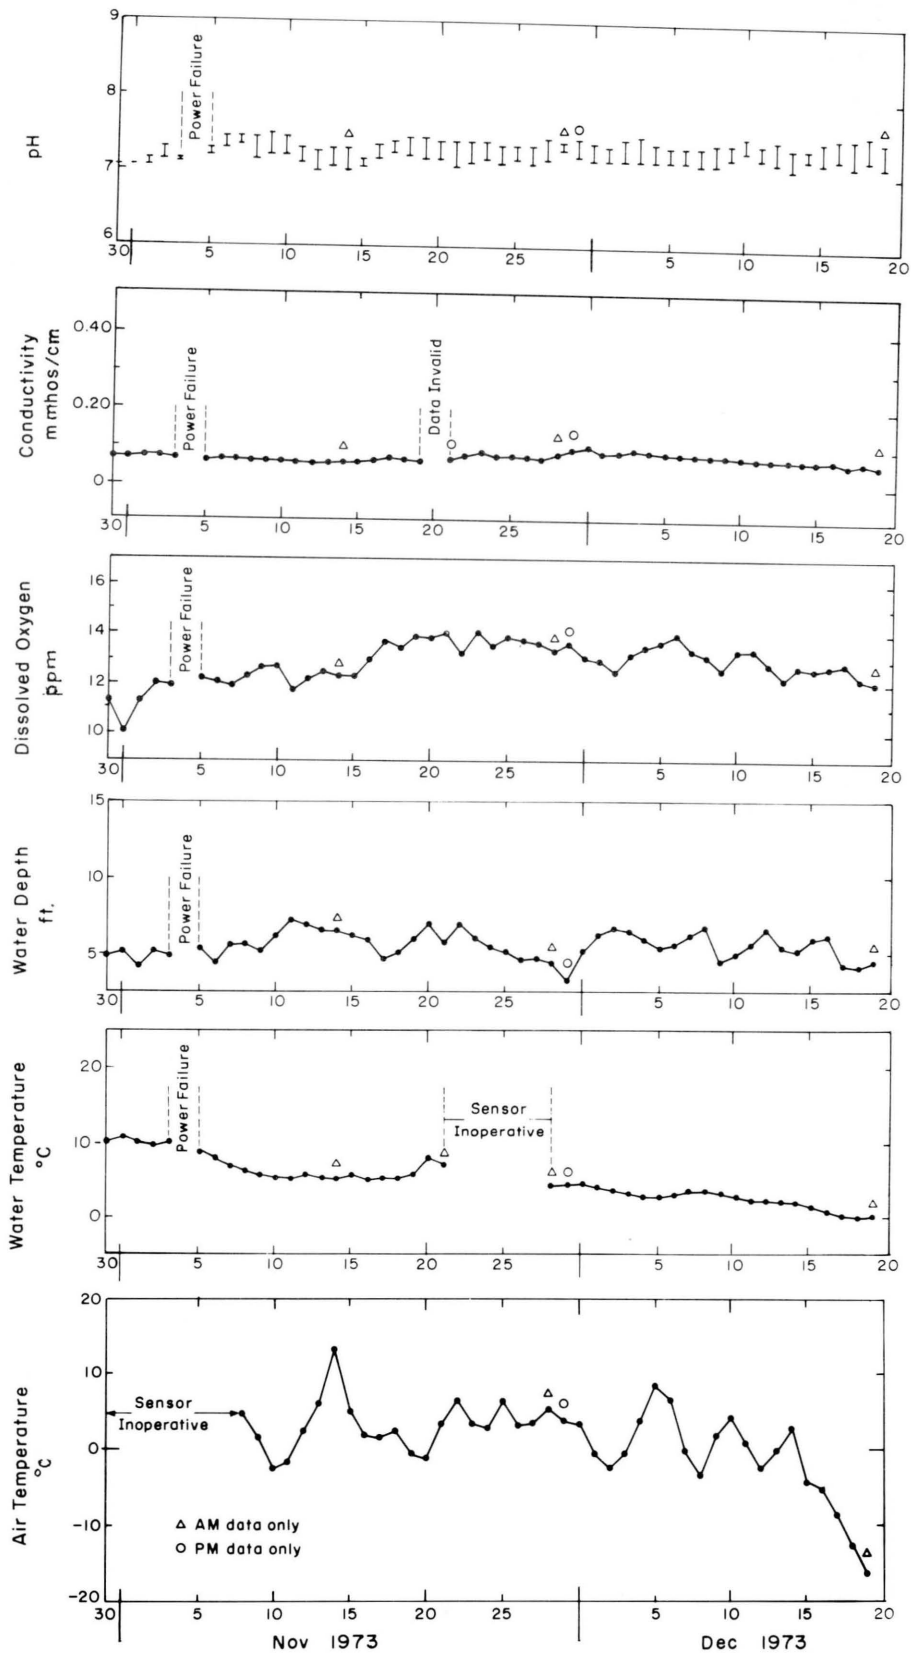 9
8
7
6
pH
Power Failure
30 5 10 15 20 25 5 10 15 20
0.40
0.20
0
Conductivity
mmhos/cm
Power Failure
Data Invalid
30 5 10 15 20 25 5 10 15 20
16
14
12
10
Dissolved Oxygen
ppm
Power Failure
30 5 10 15 20 25 5 10 15 20
15
10
5
Water Depth
ft.
Power Failure
30 5 10 15 20 25 5 10 15 20
20
10
0
Water Temperature
°C
Power Failure
Sensor
Inoperative
30 5 10 15 20 25 5 10 15 20
20
10
0
-10
-20
Air Temperature
°C
Sensor
Inoperative
△ AM data only
○ PM data only
30 5 10 15 20 25 5 10 15 20
Nov 1973 Dec 1973